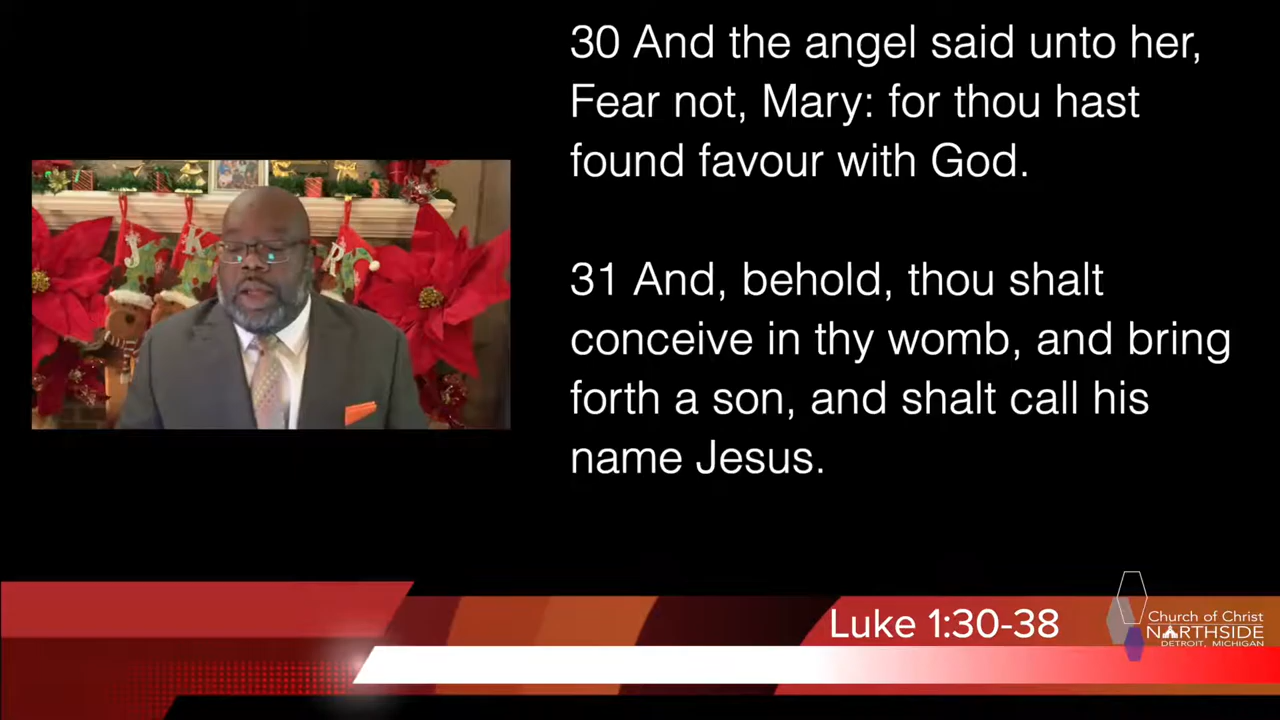 30 And the angel said unto her,
Fear not, Mary: for thou hast
found favour with God.
31 And, behold, thou shalt
conceive in thy womb, and bring
forth a son, and shalt call his
name Jesus.
J K R
Luke 1:30-38
Church of Christ
NORTHSIDE
DETROIT, MICHIGAN